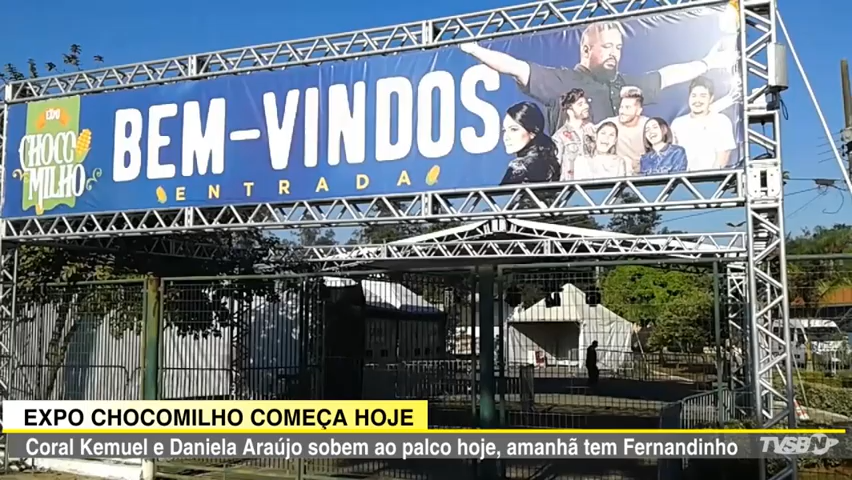 EXPO
CHOCO
MILHO
BEM-VINDOS
ENTRADA
EXPO CHOCOMILHO COMEÇA HOJE
Coral Kemuel e Daniela Araújo sobem ao palco hoje, amanhã tem Fernandinho
TVSBN